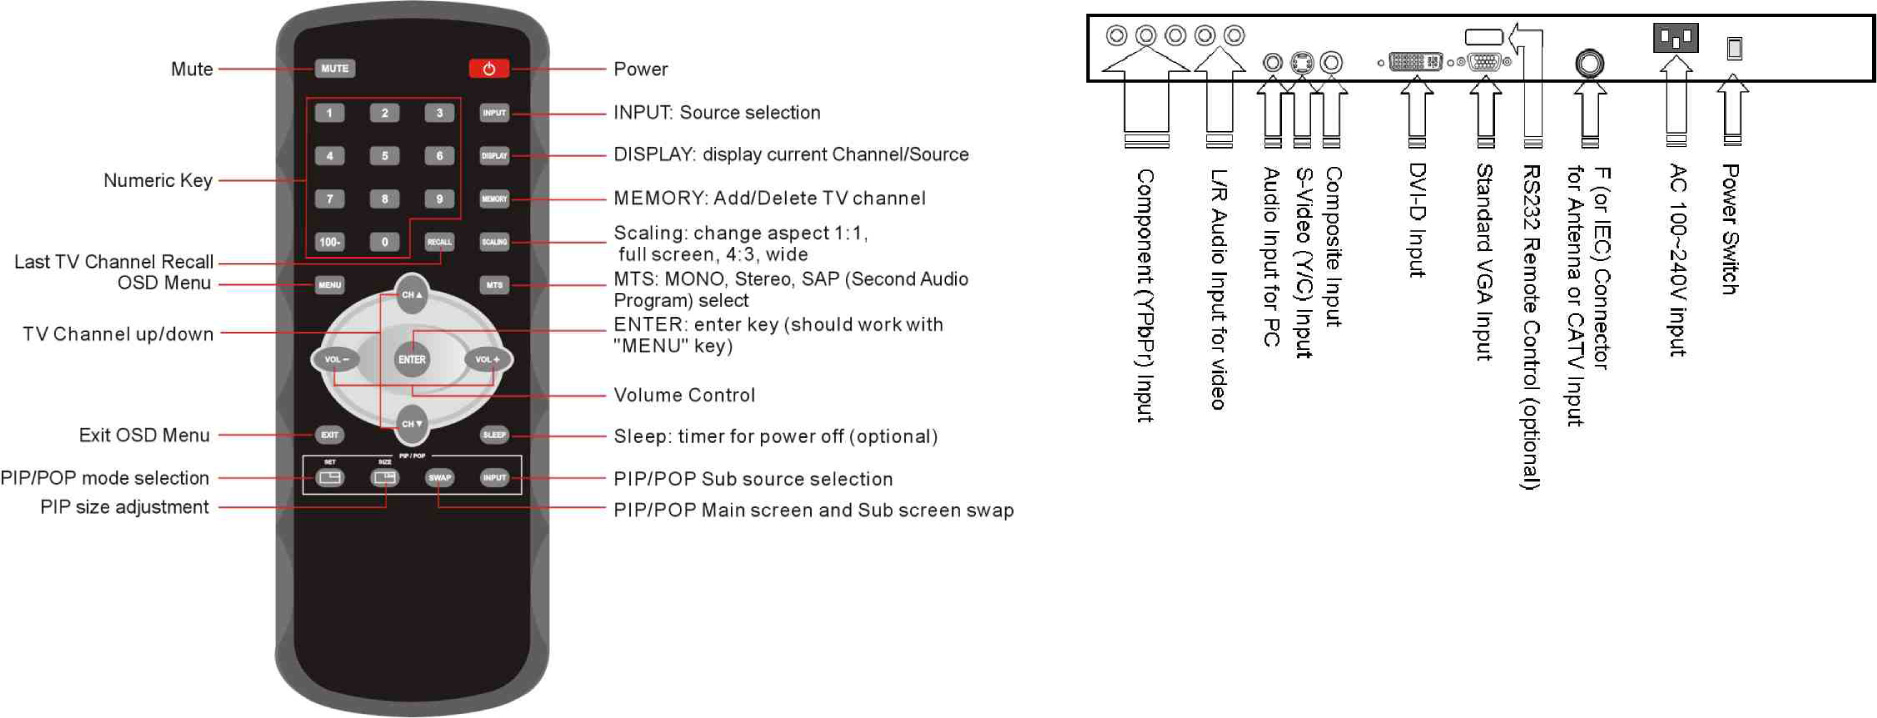 Mute
Numeric Key
Last TV Channel Recall
OSD Menu
TV Channel up/down
Exit OSD Menu
PIP/POP mode selection
PIP size adjustment
MUTE
1 2 3 INPUT
4 5 6 DISPLAY
7 8 9 MEMORY
100- 0 RECALL SCALING
MENU CH ▲ MTS
VOL − ENTER VOL +
EXIT CH ▼ SLEEP
PIP / POP
SET SIZE
SWAP INPUT
Power
INPUT: Source selection
DISPLAY: display current Channel/Source
MEMORY: Add/Delete TV channel
Scaling: change aspect 1:1,
full screen, 4:3, wide
MTS: MONO, Stereo, SAP (Second Audio
Program) select
ENTER: enter key (should work with
"MENU" key)
Volume Control
Sleep: timer for power off (optional)
PIP/POP Sub source selection
PIP/POP Main screen and Sub screen swap
Component (YPbPr) Input
L/R Audio Input for video
Audio Input for PC
S-Video (Y/C) Input
Composite Input
DVI-D Input
Standard VGA Input
RS232 Remote Control (optional)
F (or IEC) Connector
for Antenna or CATV Input
AC 100~240V input
Power Switch